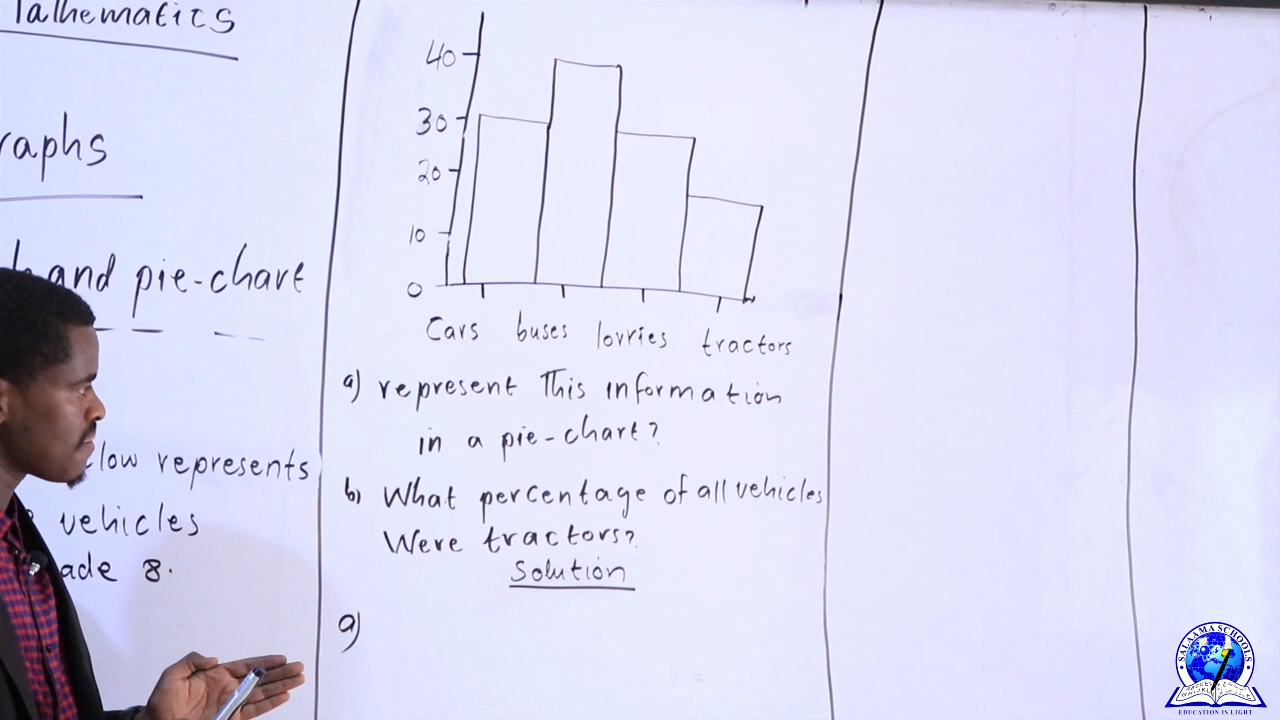 Mathematics
raphs
and pie-chart
low represents
vehicles
ade 8.
40
30
20
10
0
Cars buses lorries tractors
a) represent This information
in a pie-chart?
b) What percentage of all vehicles
Were tractors?
Solution
a)
SALAAMA SCHOOLS
EDUCATION IS LIGHT